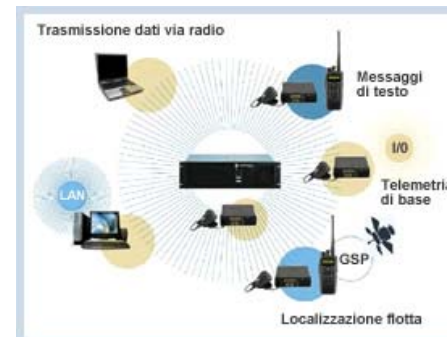 Trasmissione dati via radio
Messaggi
di testo
I/0
Telemetria
di base
LAN
GSP
Localizzazione flotta